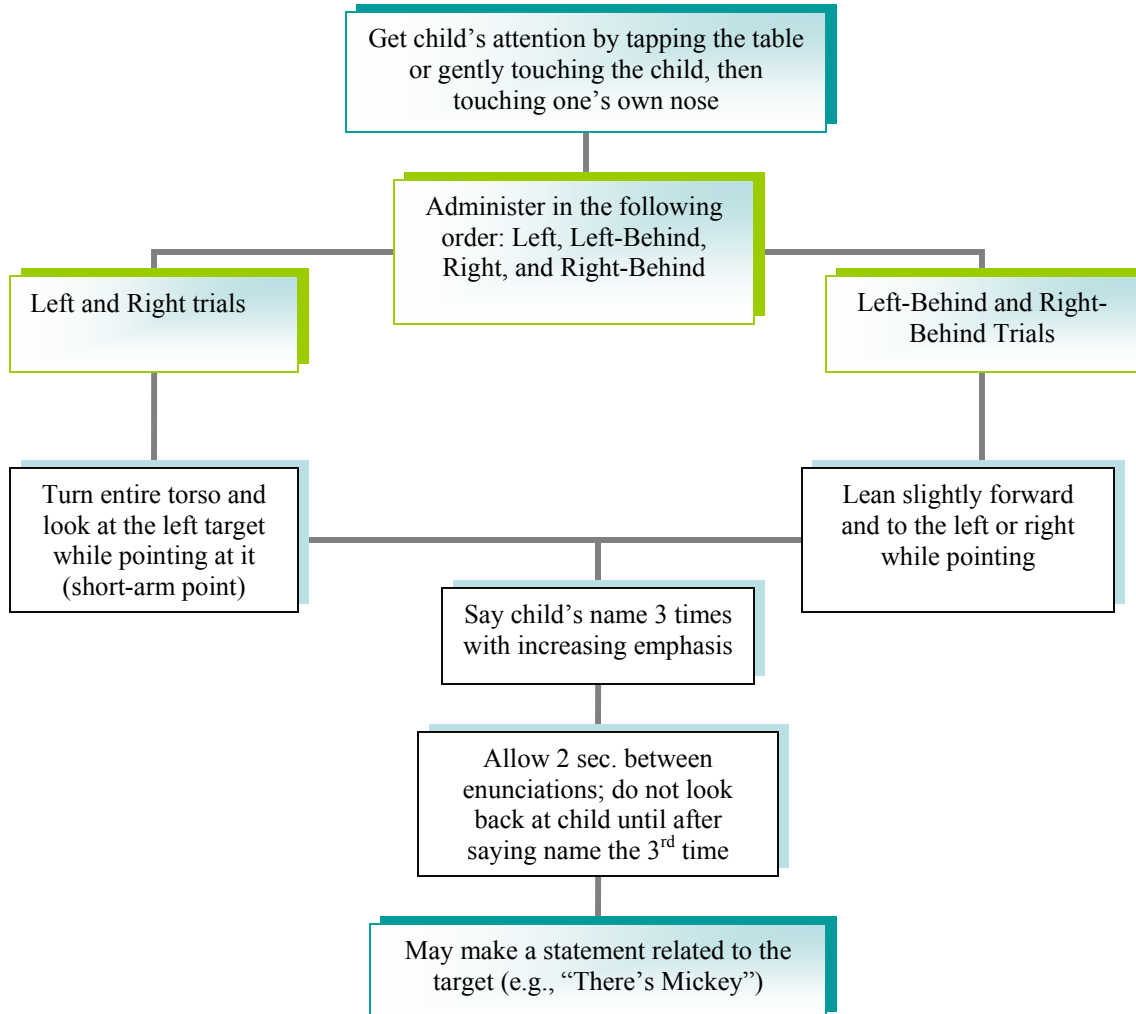 Get child’s attention by tapping the table
or gently touching the child, then
touching one’s own nose
Administer in the following
order: Left, Left-Behind,
Right, and Right-Behind
Left and Right trials
Left-Behind and Right-
Behind Trials
Turn entire torso and
look at the left target
while pointing at it
(short-arm point)
Lean slightly forward
and to the left or right
while pointing
Say child’s name 3 times
with increasing emphasis
Allow 2 sec. between
enunciations; do not look
back at child until after
saying name the 3rd time
May make a statement related to the
target (e.g., “There’s Mickey”)